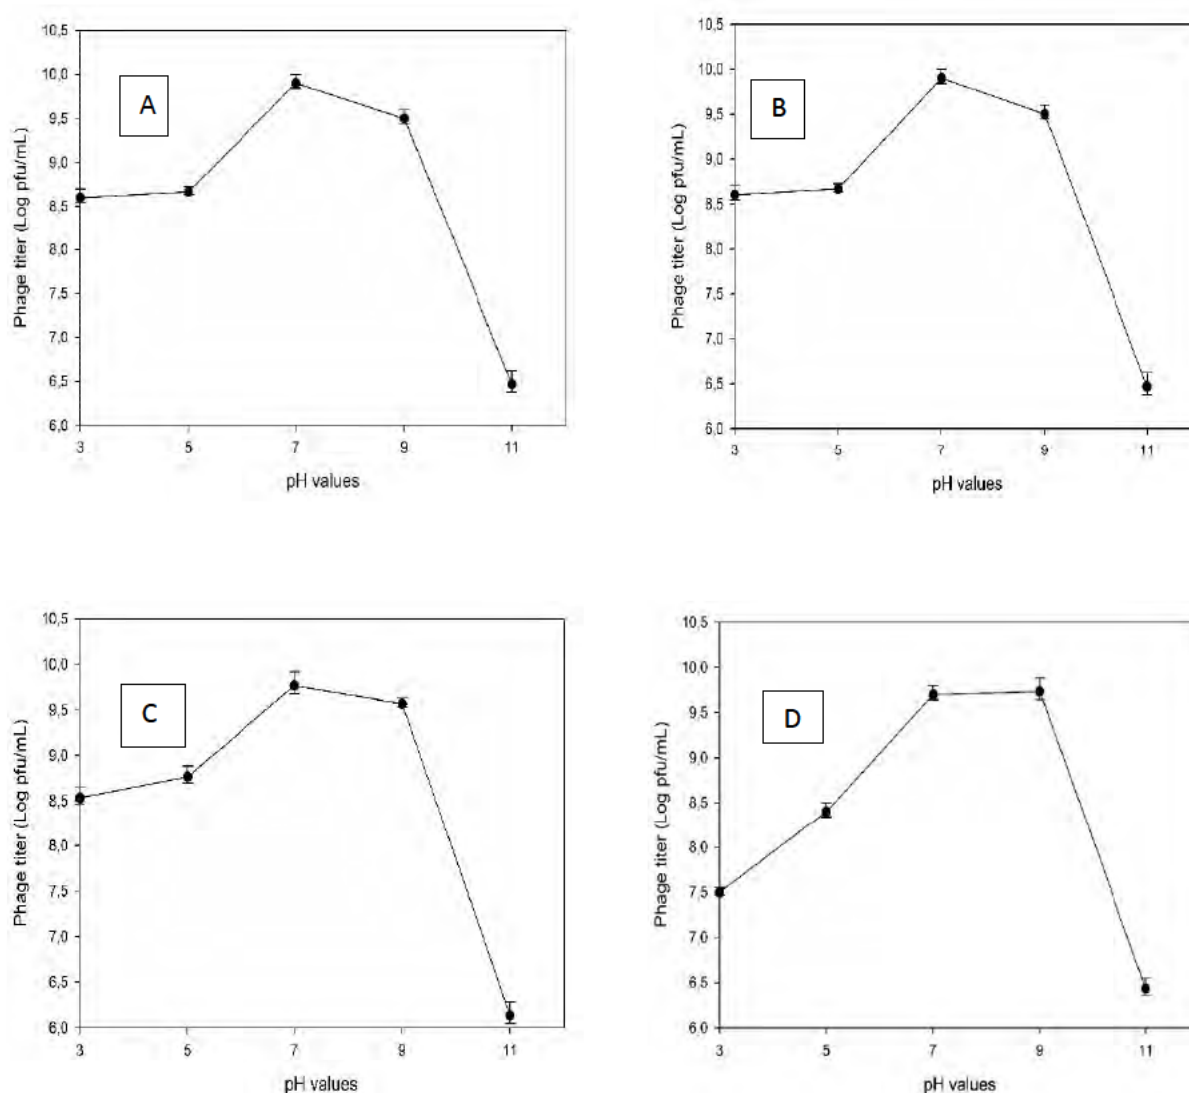 A
Phage titer (Log pfu/mL)
10,5
10,0
9,5
9,0
8,5
8,0
7,5
7,0
6,5
6,0
3 5 7 9 11
pH values
B
Phage titer (Log pfu/mL)
10,5
10,0
9,5
9,0
8,5
8,0
7,5
7,0
6,5
6,0
3 5 7 9 11
pH values
C
Phage titer (Log pfu/mL)
10,5
10,0
9,5
9,0
8,5
8,0
7,5
7,0
6,5
6,0
3 5 7 9 11
pH values
D
Phage titer (Log pfu/mL)
10,5
10,0
9,5
9,0
8,5
8,0
7,5
7,0
6,5
6,0
3 5 7 9 11
pH values